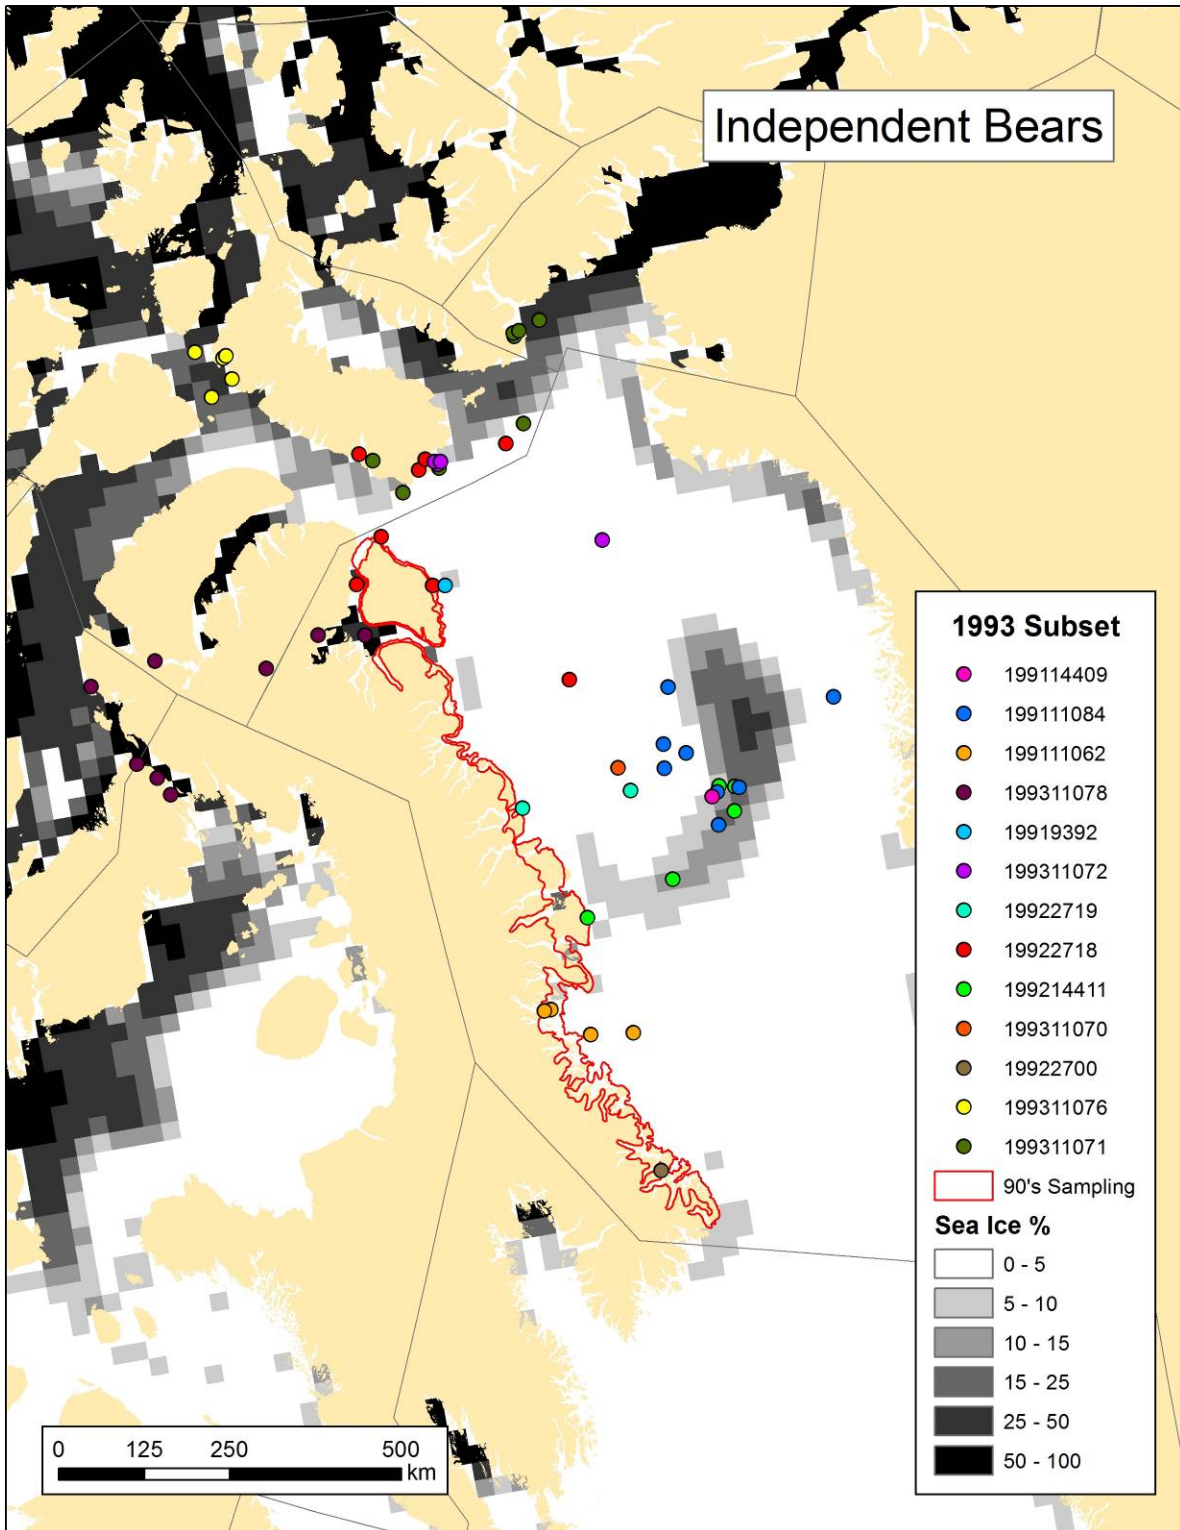 Independent Bears
1993 Subset
199114409
199111084
199111062
199311078
19919392
199311072
19922719
19922718
199214411
199311070
19922700
199311076
199311071
90's Sampling
Sea Ice %
0 - 5
5 - 10
10 - 15
15 - 25
25 - 50
50 - 100
0 125 250 500
km